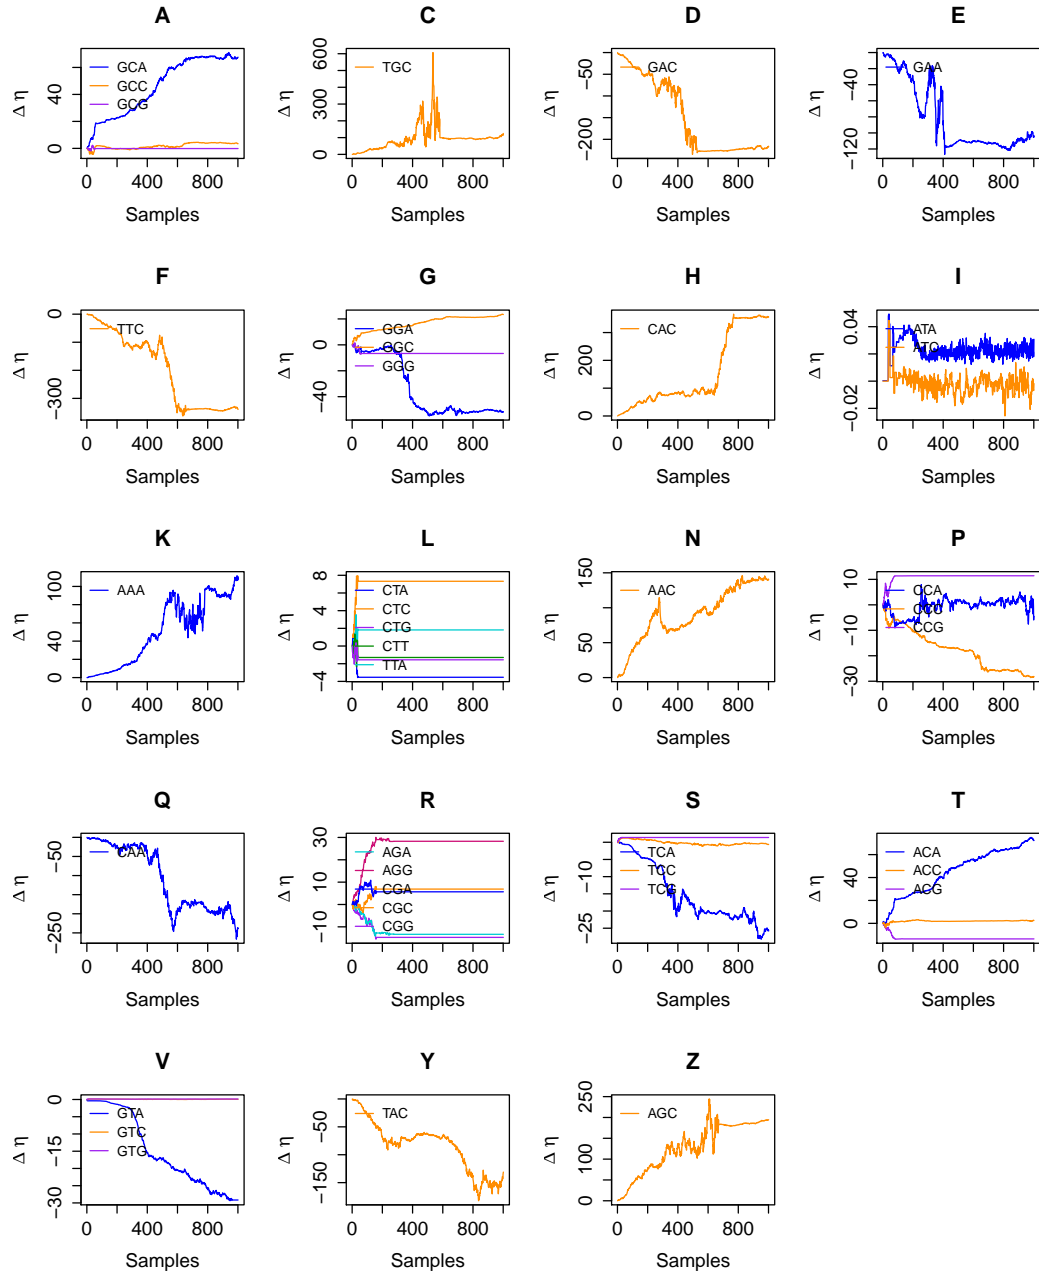 A
Δ η
0 40
GCA
GCC
GCG
0 400 800
Samples
C
Δ η
0 300 600
TGC
0 400 800
Samples
D
Δ η
−200 −50
GAC
0 400 800
Samples
E
Δ η
−120 −40
GAA
0 400 800
Samples
F
Δ η
−300 0
TTC
0 400 800
Samples
G
Δ η
−40 0
GGA
GGC
GGG
0 400 800
Samples
H
Δ η
0 200
CAC
0 400 800
Samples
I
Δ η
−0.02 0.04
ATA
ATC
0 400 800
Samples
K
Δ η
0 40 100
AAA
0 400 800
Samples
L
Δ η
−4 0 4 8
CTA
CTC
CTG
CTT
TTA
0 400 800
Samples
N
Δ η
0 50 150
AAC
0 400 800
Samples
P
Δ η
−30 −10 10
CCA
CCC
CCG
0 400 800
Samples
Q
Δ η
−250 −50
CAA
0 400 800
Samples
R
Δ η
−10 10 30
AGA
AGG
CGA
CGC
CGG
0 400 800
Samples
S
Δ η
−25 −10
TCA
TCC
TCG
0 400 800
Samples
T
Δ η
0 40
ACA
ACC
ACG
0 400 800
Samples
V
Δ η
−30 −15 0
GTA
GTC
GTG
0 400 800
Samples
Y
Δ η
−150 −50
TAC
0 400 800
Samples
Z
Δ η
0 100 250
AGC
0 400 800
Samples